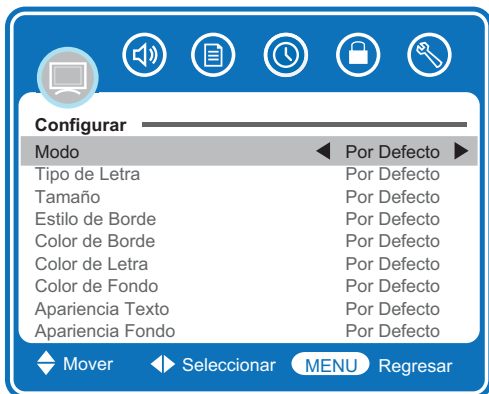 Configurar
Modo Por Defecto
Tipo de Letra Por Defecto
Tamaño Por Defecto
Estilo de Borde Por Defecto
Color de Borde Por Defecto
Color de Letra Por Defecto
Color de Fondo Por Defecto
Apariencia Texto Por Defecto
Apariencia Fondo Por Defecto
Mover Seleccionar MENU Regresar